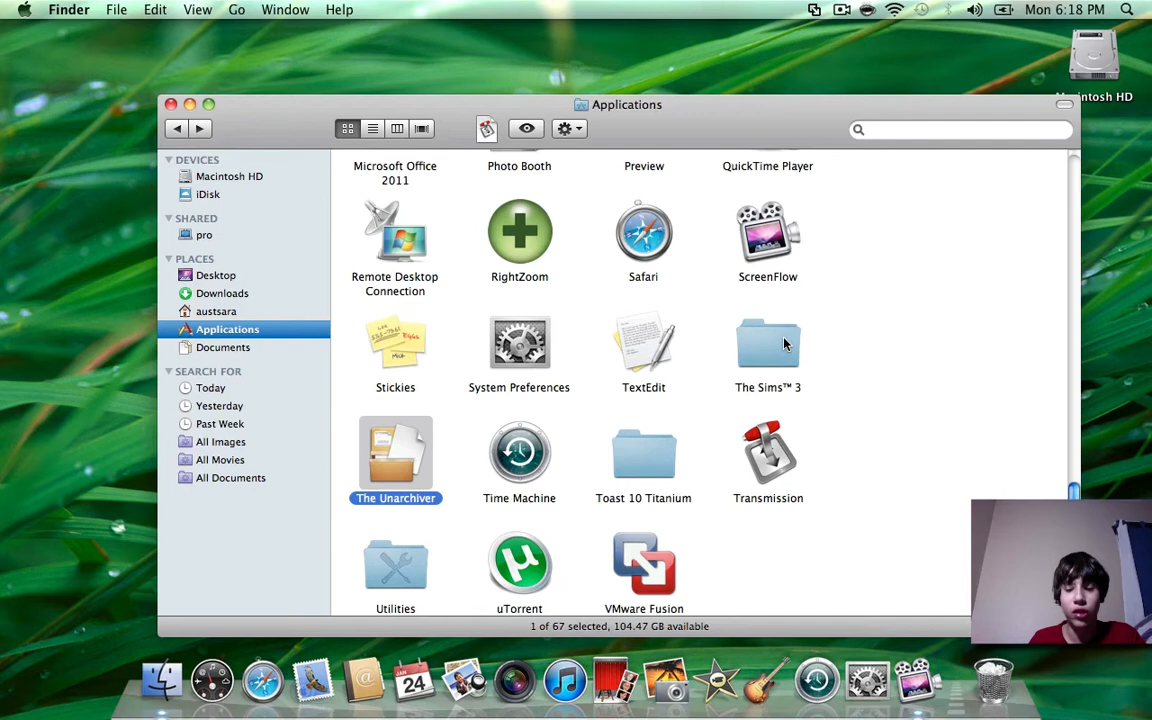 Finder File Edit View Go Window Help Mon 6:18 PM
Macintosh HD
Applications
DEVICES
Macintosh HD
iDisk
SHARED
pro
PLACES
Desktop
Downloads
austsara
Applications
Documents
SEARCH FOR
Today
Yesterday
Past Week
All Images
All Movies
All Documents
Microsoft Office 2011
Photo Booth
Preview
QuickTime Player
Remote Desktop Connection
RightZoom
Safari
ScreenFlow
Stickies
System Preferences
TextEdit
The Sims™ 3
The Unarchiver
Time Machine
Toast 10 Titanium
Transmission
Utilities
uTorrent
VMware Fusion
1 of 67 selected, 104.47 GB available
JAN
24